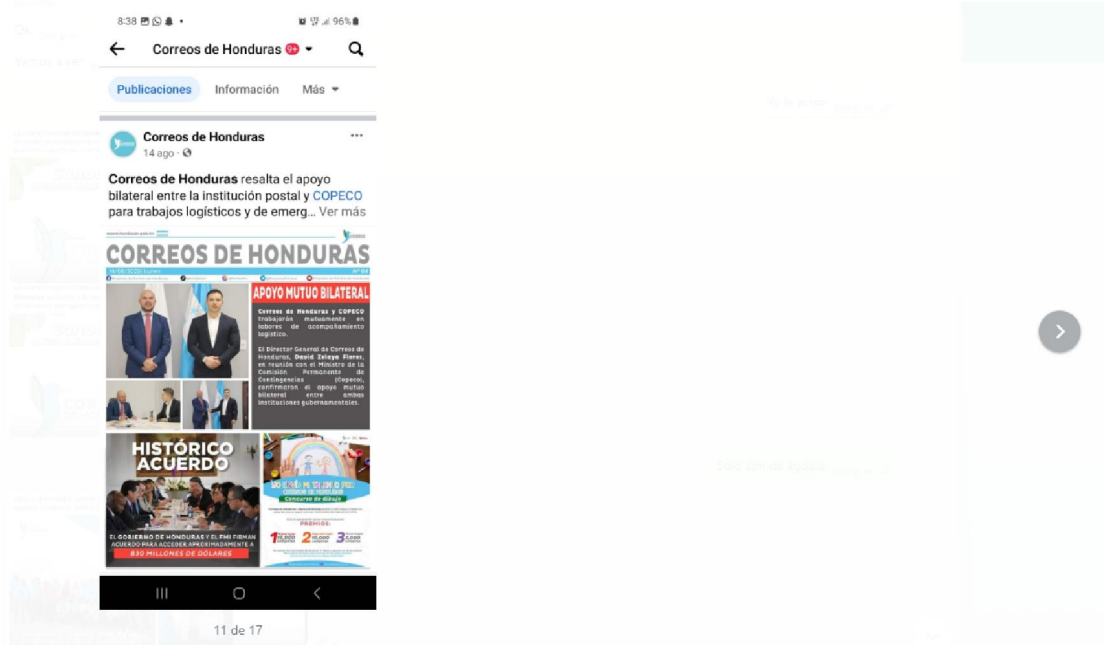 8:38
96%
Correos de Honduras 9+
Publicaciones Información Más
Correos de Honduras
14 ago ·
Correos de Honduras resalta el apoyo
bilateral entre la institución postal y COPECO
para trabajos logísticos y de emerg... Ver más
CORREOS DE HONDURAS
APOYO MUTUO BILATERAL
Correos de Honduras y COPECO
trabajarán mutuamente en
labores de acompañamiento
logístico.
El Director General de Correos de
Honduras, David Zelaya Flores,
en reunión con el Ministro de la
Comisión Permanente de
Contingencias (Copeco),
confirmaron el apoyo mutuo
bilateral entre ambas
instituciones gubernamentales.
HISTÓRICO
ACUERDO
EL GOBIERNO DE HONDURAS Y EL FMI FIRMAN
ACUERDO PARA ACCEDER APROXIMADAMENTE A
830 MILLONES DE DÓLARES
Concurso de dibujo
PREMIOS:
1 2 3
11 de 17